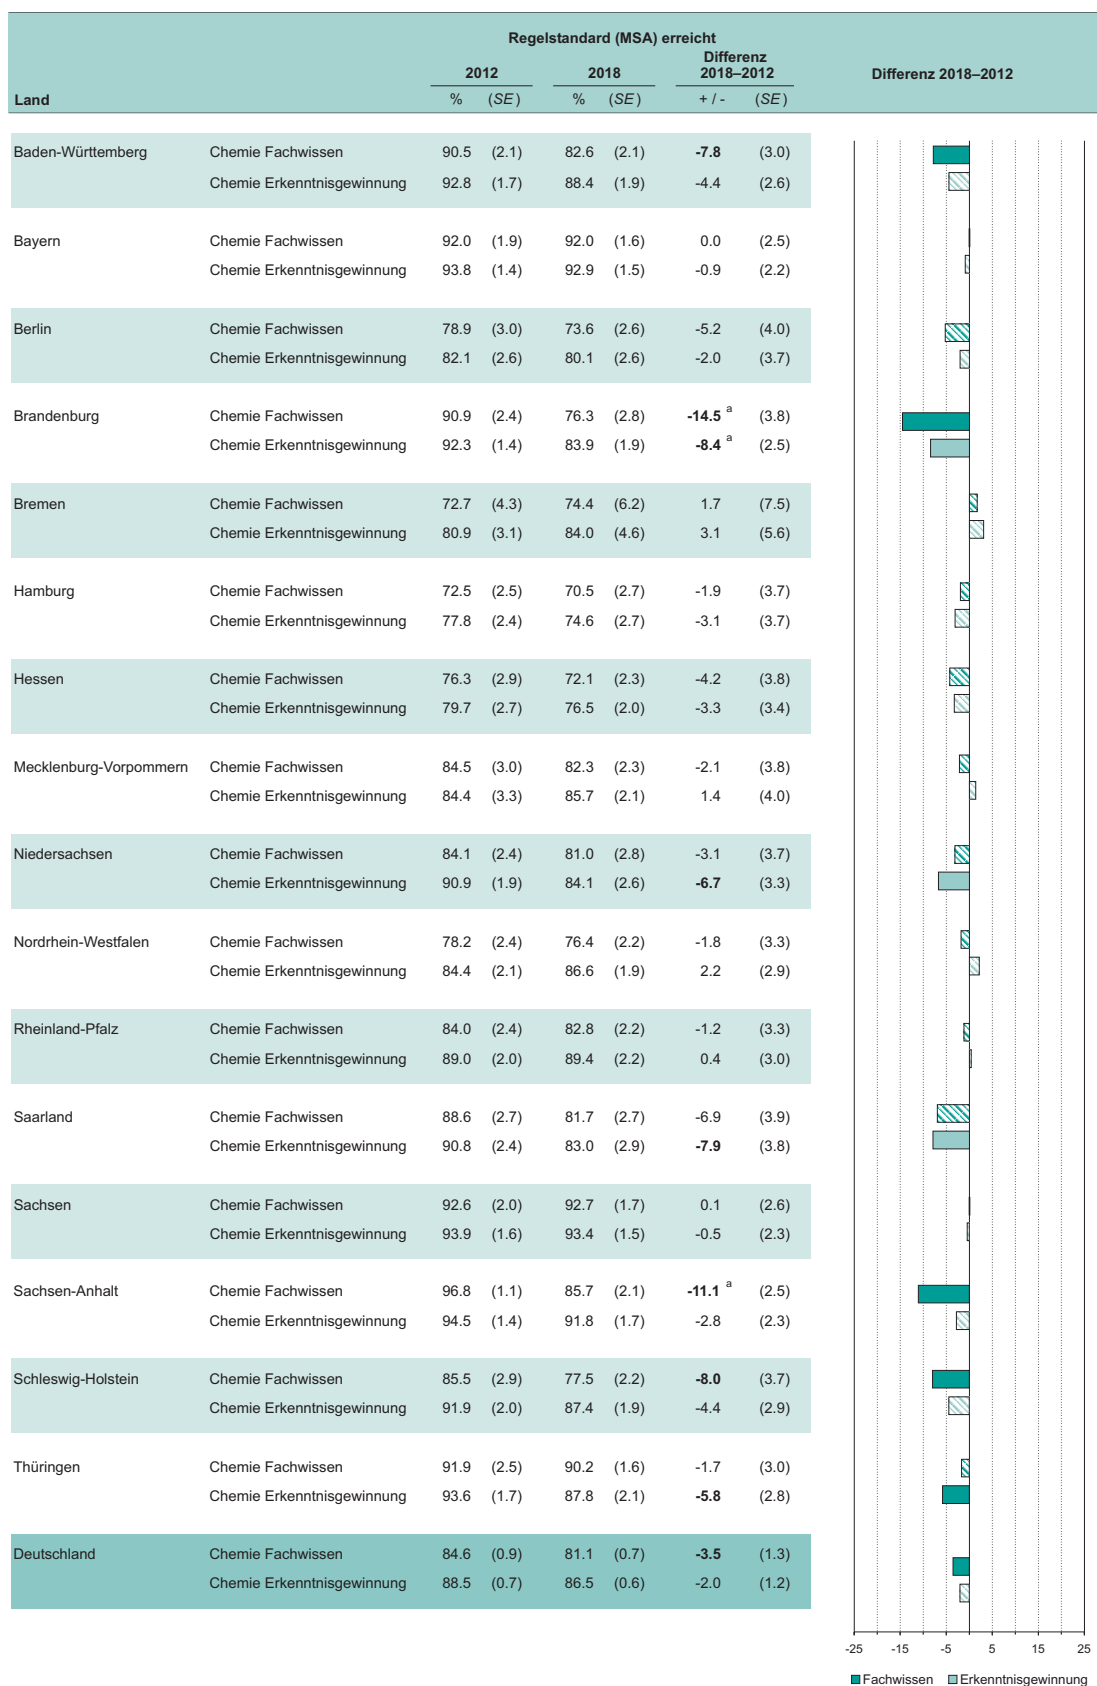 Regelstandard (MSA) erreicht
Differenz
2012 2018 2018–2012 Differenz 2018–2012
Land % (SE) % (SE) + / - (SE)
Baden-Württemberg Chemie Fachwissen 90.5 (2.1) 82.6 (2.1) -7.8 (3.0)
Chemie Erkenntnisgewinnung 92.8 (1.7) 88.4 (1.9) -4.4 (2.6)
Bayern Chemie Fachwissen 92.0 (1.9) 92.0 (1.6) 0.0 (2.5)
Chemie Erkenntnisgewinnung 93.8 (1.4) 92.9 (1.5) -0.9 (2.2)
Berlin Chemie Fachwissen 78.9 (3.0) 73.6 (2.6) -5.2 (4.0)
Chemie Erkenntnisgewinnung 82.1 (2.6) 80.1 (2.6) -2.0 (3.7)
Brandenburg Chemie Fachwissen 90.9 (2.4) 76.3 (2.8) -14.5 a (3.8)
Chemie Erkenntnisgewinnung 92.3 (1.4) 83.9 (1.9) -8.4 a (2.5)
Bremen Chemie Fachwissen 72.7 (4.3) 74.4 (6.2) 1.7 (7.5)
Chemie Erkenntnisgewinnung 80.9 (3.1) 84.0 (4.6) 3.1 (5.6)
Hamburg Chemie Fachwissen 72.5 (2.5) 70.5 (2.7) -1.9 (3.7)
Chemie Erkenntnisgewinnung 77.8 (2.4) 74.6 (2.7) -3.1 (3.7)
Hessen Chemie Fachwissen 76.3 (2.9) 72.1 (2.3) -4.2 (3.8)
Chemie Erkenntnisgewinnung 79.7 (2.7) 76.5 (2.0) -3.3 (3.4)
Mecklenburg-Vorpommern Chemie Fachwissen 84.5 (3.0) 82.3 (2.3) -2.1 (3.8)
Chemie Erkenntnisgewinnung 84.4 (3.3) 85.7 (2.1) 1.4 (4.0)
Niedersachsen Chemie Fachwissen 84.1 (2.4) 81.0 (2.8) -3.1 (3.7)
Chemie Erkenntnisgewinnung 90.9 (1.9) 84.1 (2.6) -6.7 (3.3)
Nordrhein-Westfalen Chemie Fachwissen 78.2 (2.4) 76.4 (2.2) -1.8 (3.3)
Chemie Erkenntnisgewinnung 84.4 (2.1) 86.6 (1.9) 2.2 (2.9)
Rheinland-Pfalz Chemie Fachwissen 84.0 (2.4) 82.8 (2.2) -1.2 (3.3)
Chemie Erkenntnisgewinnung 89.0 (2.0) 89.4 (2.2) 0.4 (3.0)
Saarland Chemie Fachwissen 88.6 (2.7) 81.7 (2.7) -6.9 (3.9)
Chemie Erkenntnisgewinnung 90.8 (2.4) 83.0 (2.9) -7.9 (3.8)
Sachsen Chemie Fachwissen 92.6 (2.0) 92.7 (1.7) 0.1 (2.6)
Chemie Erkenntnisgewinnung 93.9 (1.6) 93.4 (1.5) -0.5 (2.3)
Sachsen-Anhalt Chemie Fachwissen 96.8 (1.1) 85.7 (2.1) -11.1 a (2.5)
Chemie Erkenntnisgewinnung 94.5 (1.4) 91.8 (1.7) -2.8 (2.3)
Schleswig-Holstein Chemie Fachwissen 85.5 (2.9) 77.5 (2.2) -8.0 (3.7)
Chemie Erkenntnisgewinnung 91.9 (2.0) 87.4 (1.9) -4.4 (2.9)
Thüringen Chemie Fachwissen 91.9 (2.5) 90.2 (1.6) -1.7 (3.0)
Chemie Erkenntnisgewinnung 93.6 (1.7) 87.8 (2.1) -5.8 (2.8)
Deutschland Chemie Fachwissen 84.6 (0.9) 81.1 (0.7) -3.5 (1.3)
Chemie Erkenntnisgewinnung 88.5 (0.7) 86.5 (0.6) -2.0 (1.2)
-25 -15 -5 5 15 25
Fachwissen Erkenntnisgewinnung